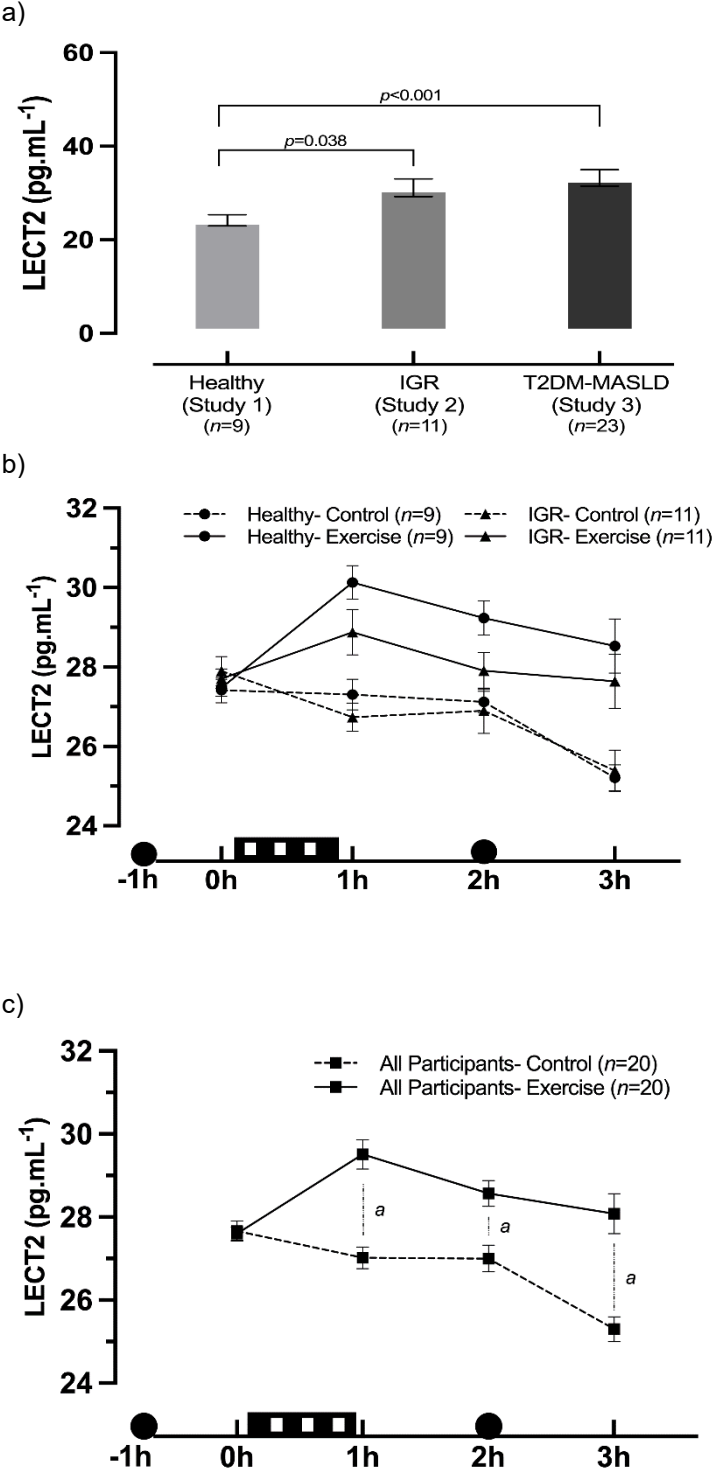 a)
60
40
20
0
LECT2 (pg.mL-1)
p<0.001
p=0.038
Healthy
(Study 1)
(n=9)
IGR
(Study 2)
(n=11)
T2DM-MASLD
(Study 3)
(n=23)
b)
32
30
28
26
24
LECT2 (pg.mL-1)
Healthy- Control (n=9)
Healthy- Exercise (n=9)
IGR- Control (n=11)
IGR- Exercise (n=11)
-1h 0h 1h 2h 3h
c)
32
30
28
26
24
LECT2 (pg.mL-1)
All Participants- Control (n=20)
All Participants- Exercise (n=20)
a
a
a
-1h 0h 1h 2h 3h